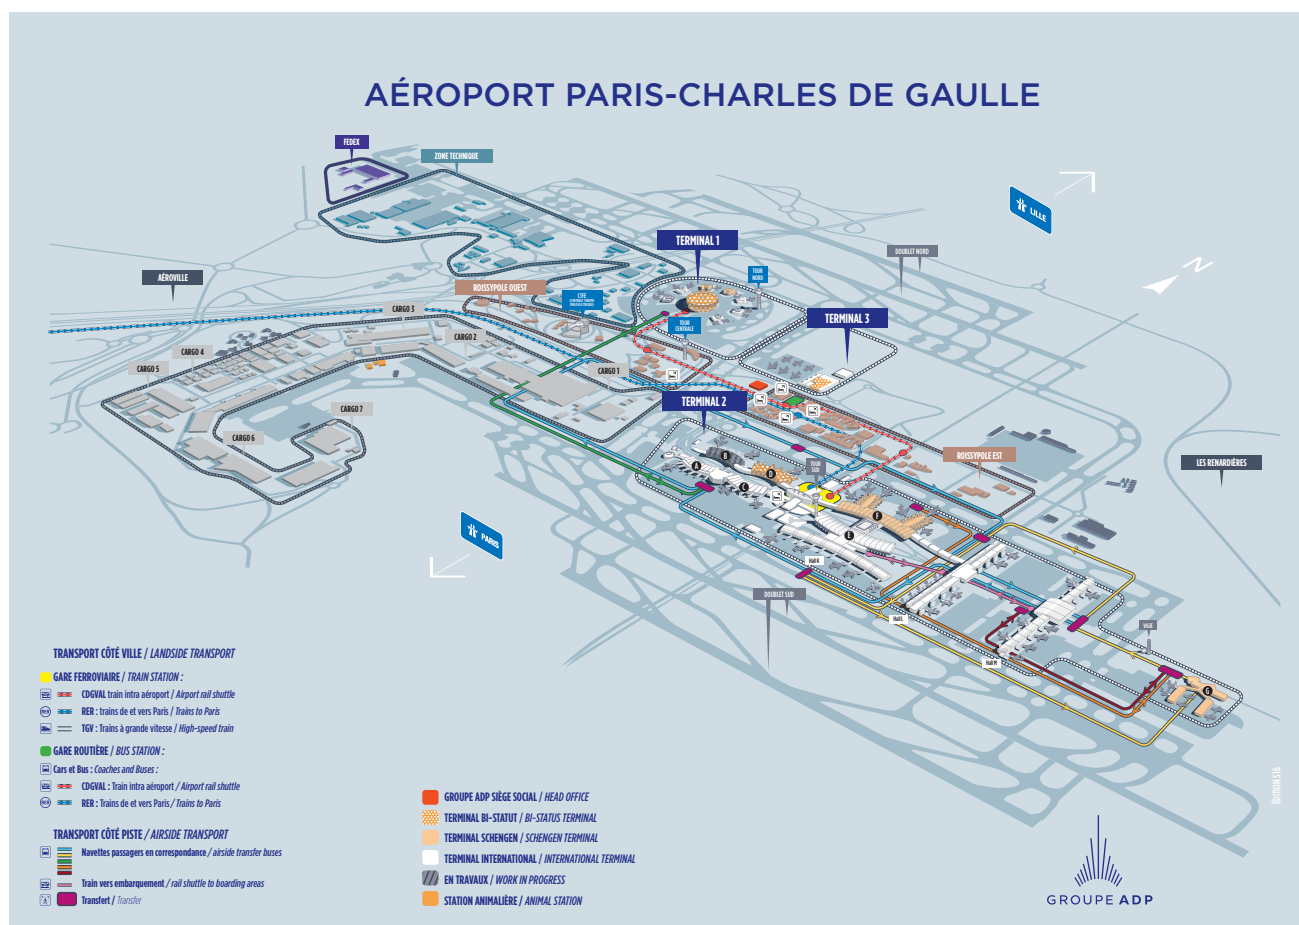 AÉROPORT PARIS-CHARLES DE GAULLE
FEDEX
ZONE TECHNIQUE
LILLE
TERMINAL 1
DOUBLET NORD
N
AÉROVILLE
TOUR
NORD
ROISSYPOLE OUEST
CTFE
CARGO 3
TERMINAL 3
TOUR
CENTRALE
CARGO 2
CARGO 4
CARGO 5
CARGO 1
TERMINAL 2
CARGO 7
CARGO 6
ROISSYPOLE EST
LES RENARDIÈRES
B
A
D
TOUR
SUD
C
F
E
PARIS
Hall K
DOUBLET SUD
Hall L
VIGIE
Hall M
G
TRANSPORT CÔTÉ VILLE / LANDSIDE TRANSPORT
GARE FERROVIAIRE / TRAIN STATION :
CDGVAL train intra aéroport / Airport rail shuttle
RER RER : trains de et vers Paris / Trains to Paris
TGV : Trains à grande vitesse / High-speed train
GARE ROUTIÈRE / BUS STATION :
Cars et Bus : Coaches and Buses :
CDGVAL : Train intra aéroport / Airport rail shuttle
RER RER : Trains de et vers Paris / Trains to Paris
TRANSPORT CÔTÉ PISTE / AIRSIDE TRANSPORT
Navettes passagers en correspondance / airside transfer buses
Train vers embarquement / rail shuttle to boarding areas
Transfert / Transfer
GROUPE ADP SIÈGE SOCIAL / HEAD OFFICE
TERMINAL BI-STATUT / BI-STATUS TERMINAL
TERMINAL SCHENGEN / SCHENGEN TERMINAL
TERMINAL INTERNATIONAL / INTERNATIONAL TERMINAL
EN TRAVAUX / WORK IN PROGRESS
STATION ANIMALIÈRE / ANIMAL STATION
ÉDITION S16
GROUPE ADP